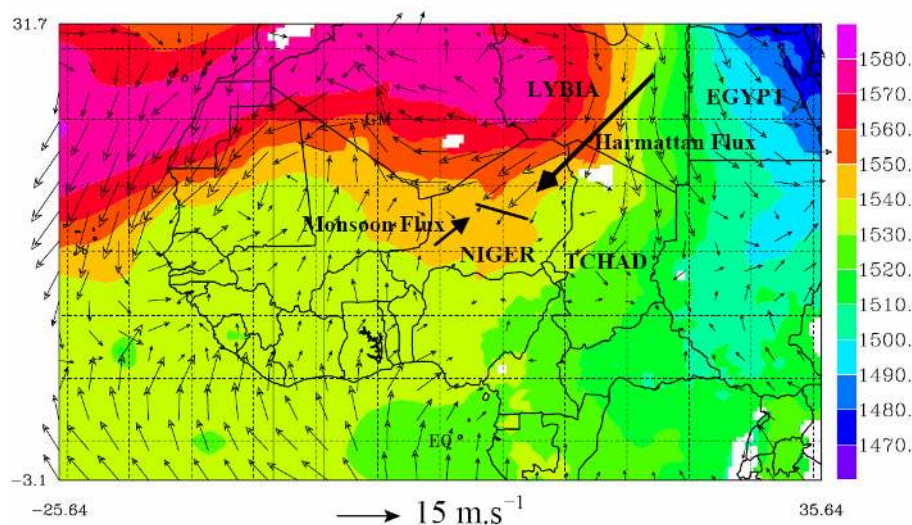 31.7
LYBIA
EGYPT
GM
Harmattan Flux
Monsoon Flux
NIGER
TCHAD
EQ °
-3.1
-25.64
35.64
15 m.s⁻¹
1580.
1570.
1560.
1550.
1540.
1530.
1520.
1510.
1500.
1490.
1480.
1470.